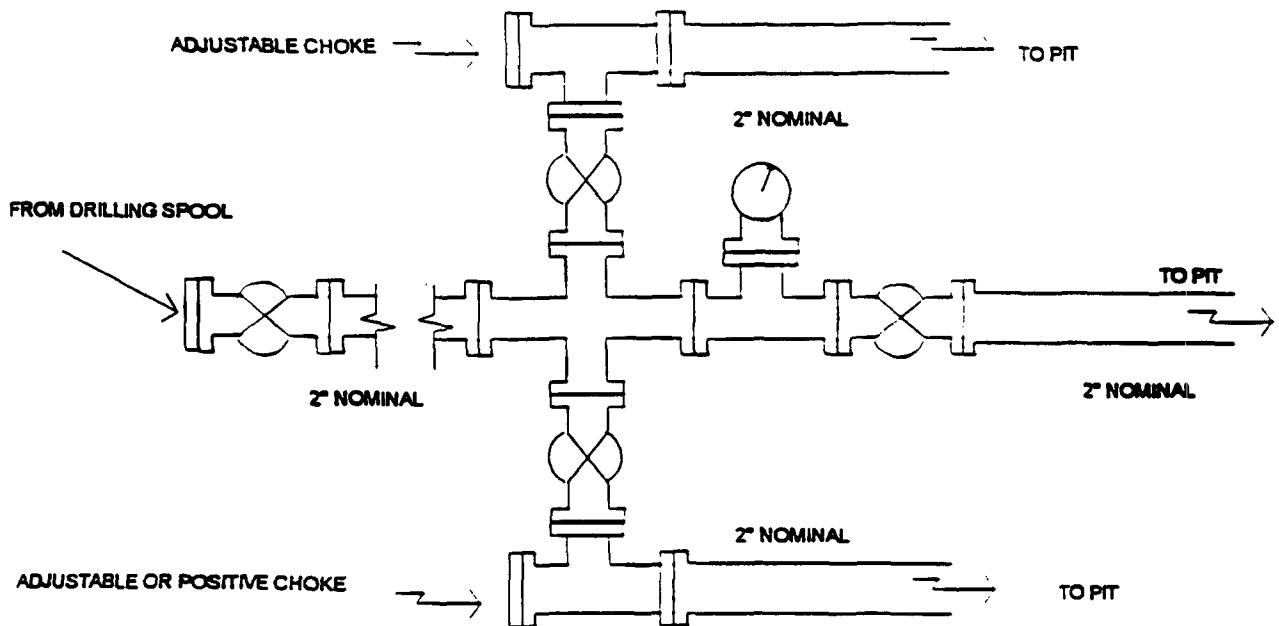 ADJUSTABLE CHOKE
TO PIT
2" NOMINAL
FROM DRILLING SPOOL
TO PIT
2" NOMINAL
2" NOMINAL
2" NOMINAL
ADJUSTABLE OR POSITIVE CHOKE
TO PIT